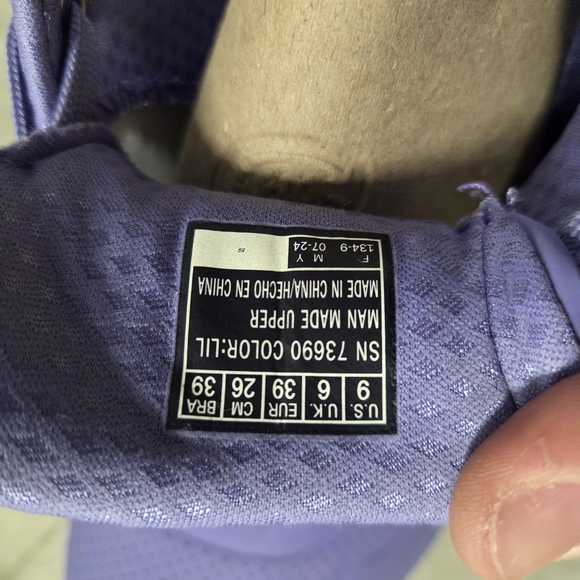 U.S. U.K. EUR CM BRA
9 6 39 26 39
SN 73690 COLOR:LIL
MAN MADE UPPER
MADE IN CHINA/HECHO EN CHINA
F M Y
134-9 07-24 S